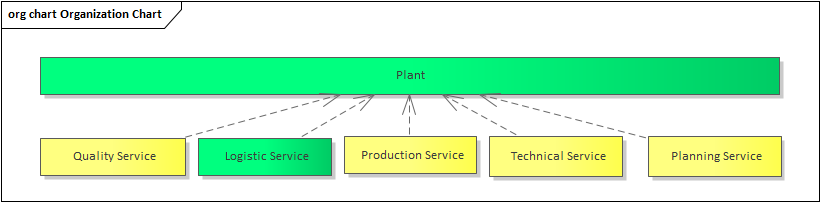 org chart Organization Chart
Plant
Quality Service
Logistic Service
Production Service
Technical Service
Planning Service